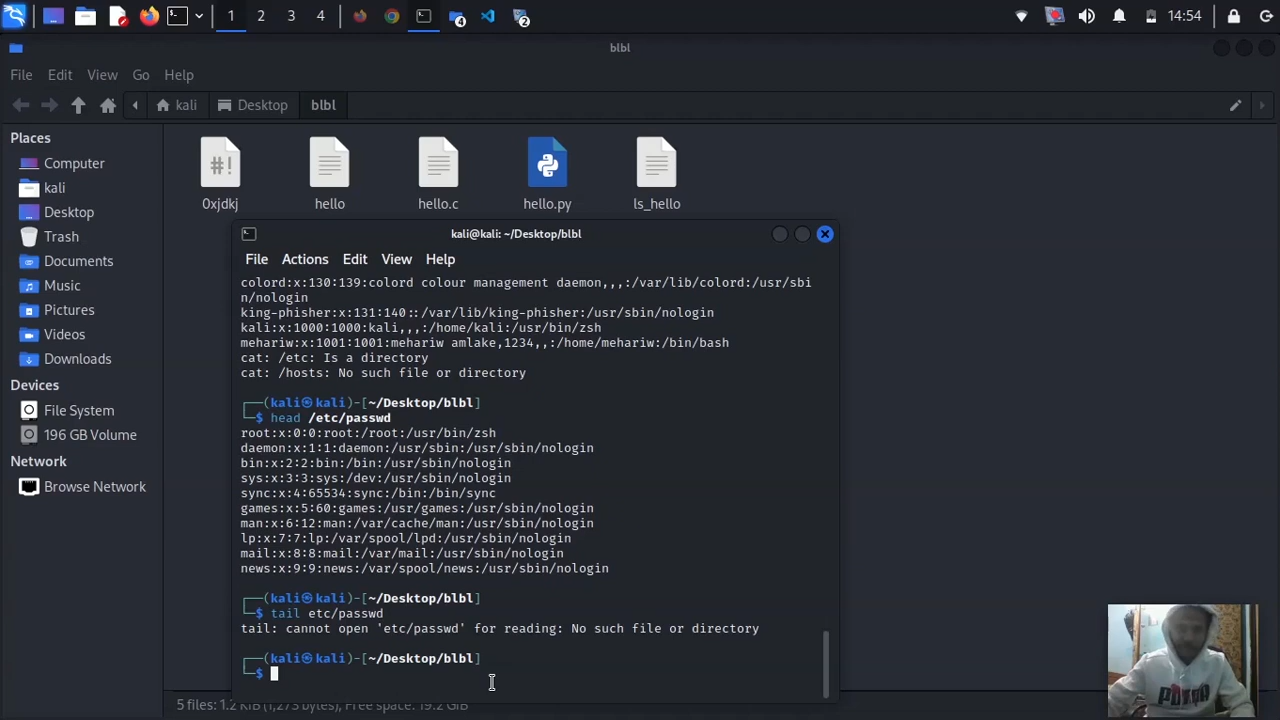 1 2 3 4 4 2 14:54
blbl
File Edit View Go Help
kali Desktop blbl
Places
Computer
kali
Desktop
Trash
Documents
Music
Pictures
Videos
Downloads
Devices
File System
196 GB Volume
Network
Browse Network
#!
0xjdkj hello hello.c hello.py ls_hello
kali@kali: ~/Desktop/blbl
File Actions Edit View Help
colord:x:130:139:colord colour management daemon,,,:/var/lib/colord:/usr/sbi
n/nologin
king-phisher:x:131:140::/var/lib/king-phisher:/usr/sbin/nologin
kali:x:1000:1000:kali,,,:/home/kali:/usr/bin/zsh
mehariw:x:1001:1001:mehariw amlake,1234,,:/home/mehariw:/bin/bash
cat: /etc: Is a directory
cat: /hosts: No such file or directory
┌──(kali㉿kali)-[~/Desktop/blbl]
└─$ head /etc/passwd
root:x:0:0:root:/root:/usr/bin/zsh
daemon:x:1:1:daemon:/usr/sbin:/usr/sbin/nologin
bin:x:2:2:bin:/bin:/usr/sbin/nologin
sys:x:3:3:sys:/dev:/usr/sbin/nologin
sync:x:4:65534:sync:/bin:/bin/sync
games:x:5:60:games:/usr/games:/usr/sbin/nologin
man:x:6:12:man:/var/cache/man:/usr/sbin/nologin
lp:x:7:7:lp:/var/spool/lpd:/usr/sbin/nologin
mail:x:8:8:mail:/var/mail:/usr/sbin/nologin
news:x:9:9:news:/var/spool/news:/usr/sbin/nologin
┌──(kali㉿kali)-[~/Desktop/blbl]
└─$ tail etc/passwd
tail: cannot open 'etc/passwd' for reading: No such file or directory
┌──(kali㉿kali)-[~/Desktop/blbl]
└─$
5 files: 1.2 KiB (1,273 bytes), Free space: 19.2 GiB